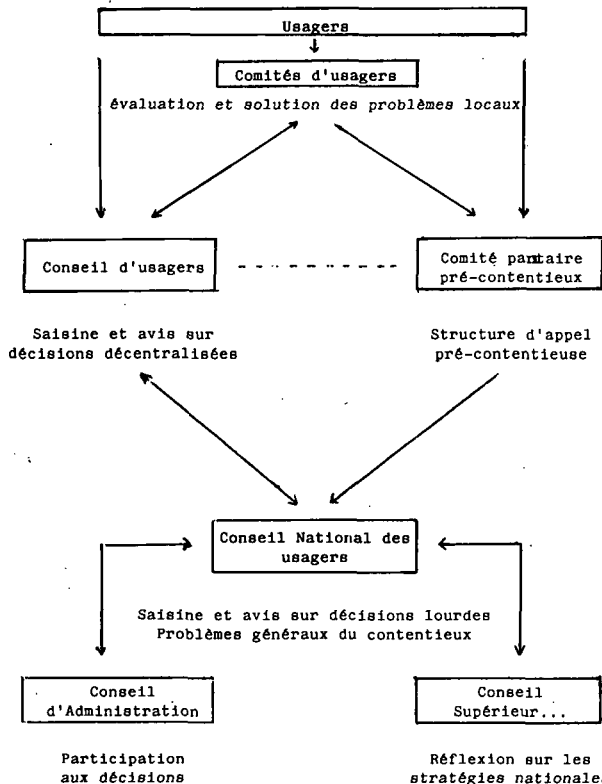 Usagers
Comités d'usagers
évaluation et solution des problèmes locaux
Conseil d'usagers
Comité paritaire
pré-contentieux
Saisine et avis sur
décisions décentralisées
Structure d'appel
pré-contentieuse
Conseil National des
usagers
Saisine et avis sur décisions lourdes
Problèmes généraux du contentieux
Conseil
d'Administration
Conseil
Supérieur...
Participation
aux décisions
Réflexion sur les
stratégies nationales